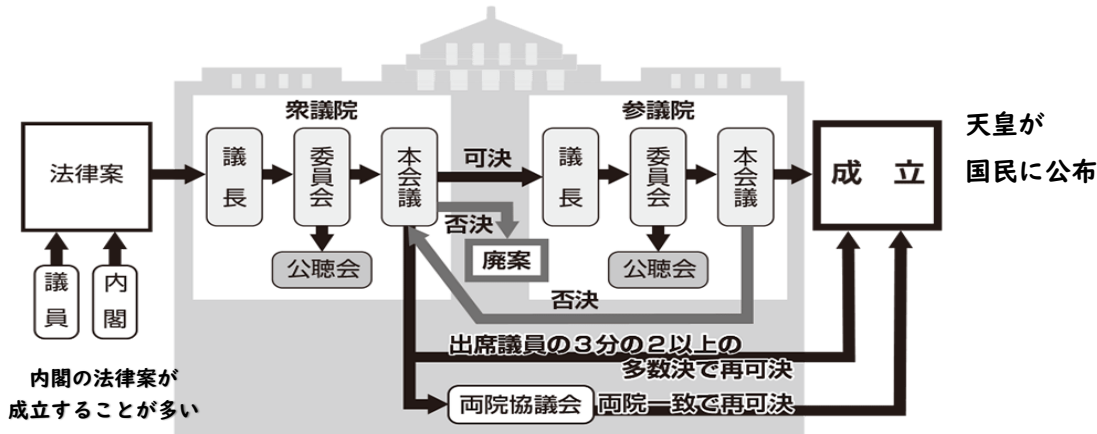 衆議院
参議院
法律案
議長
委員会
本会議
可決
議長
委員会
本会議
成立
天皇が
国民に公布
否決
廃案
公聴会
公聴会
議員
内閣
否決
出席議員の３分の２以上の
多数決で再可決
内閣の法律案が
成立することが多い
両院協議会
両院一致で再可決